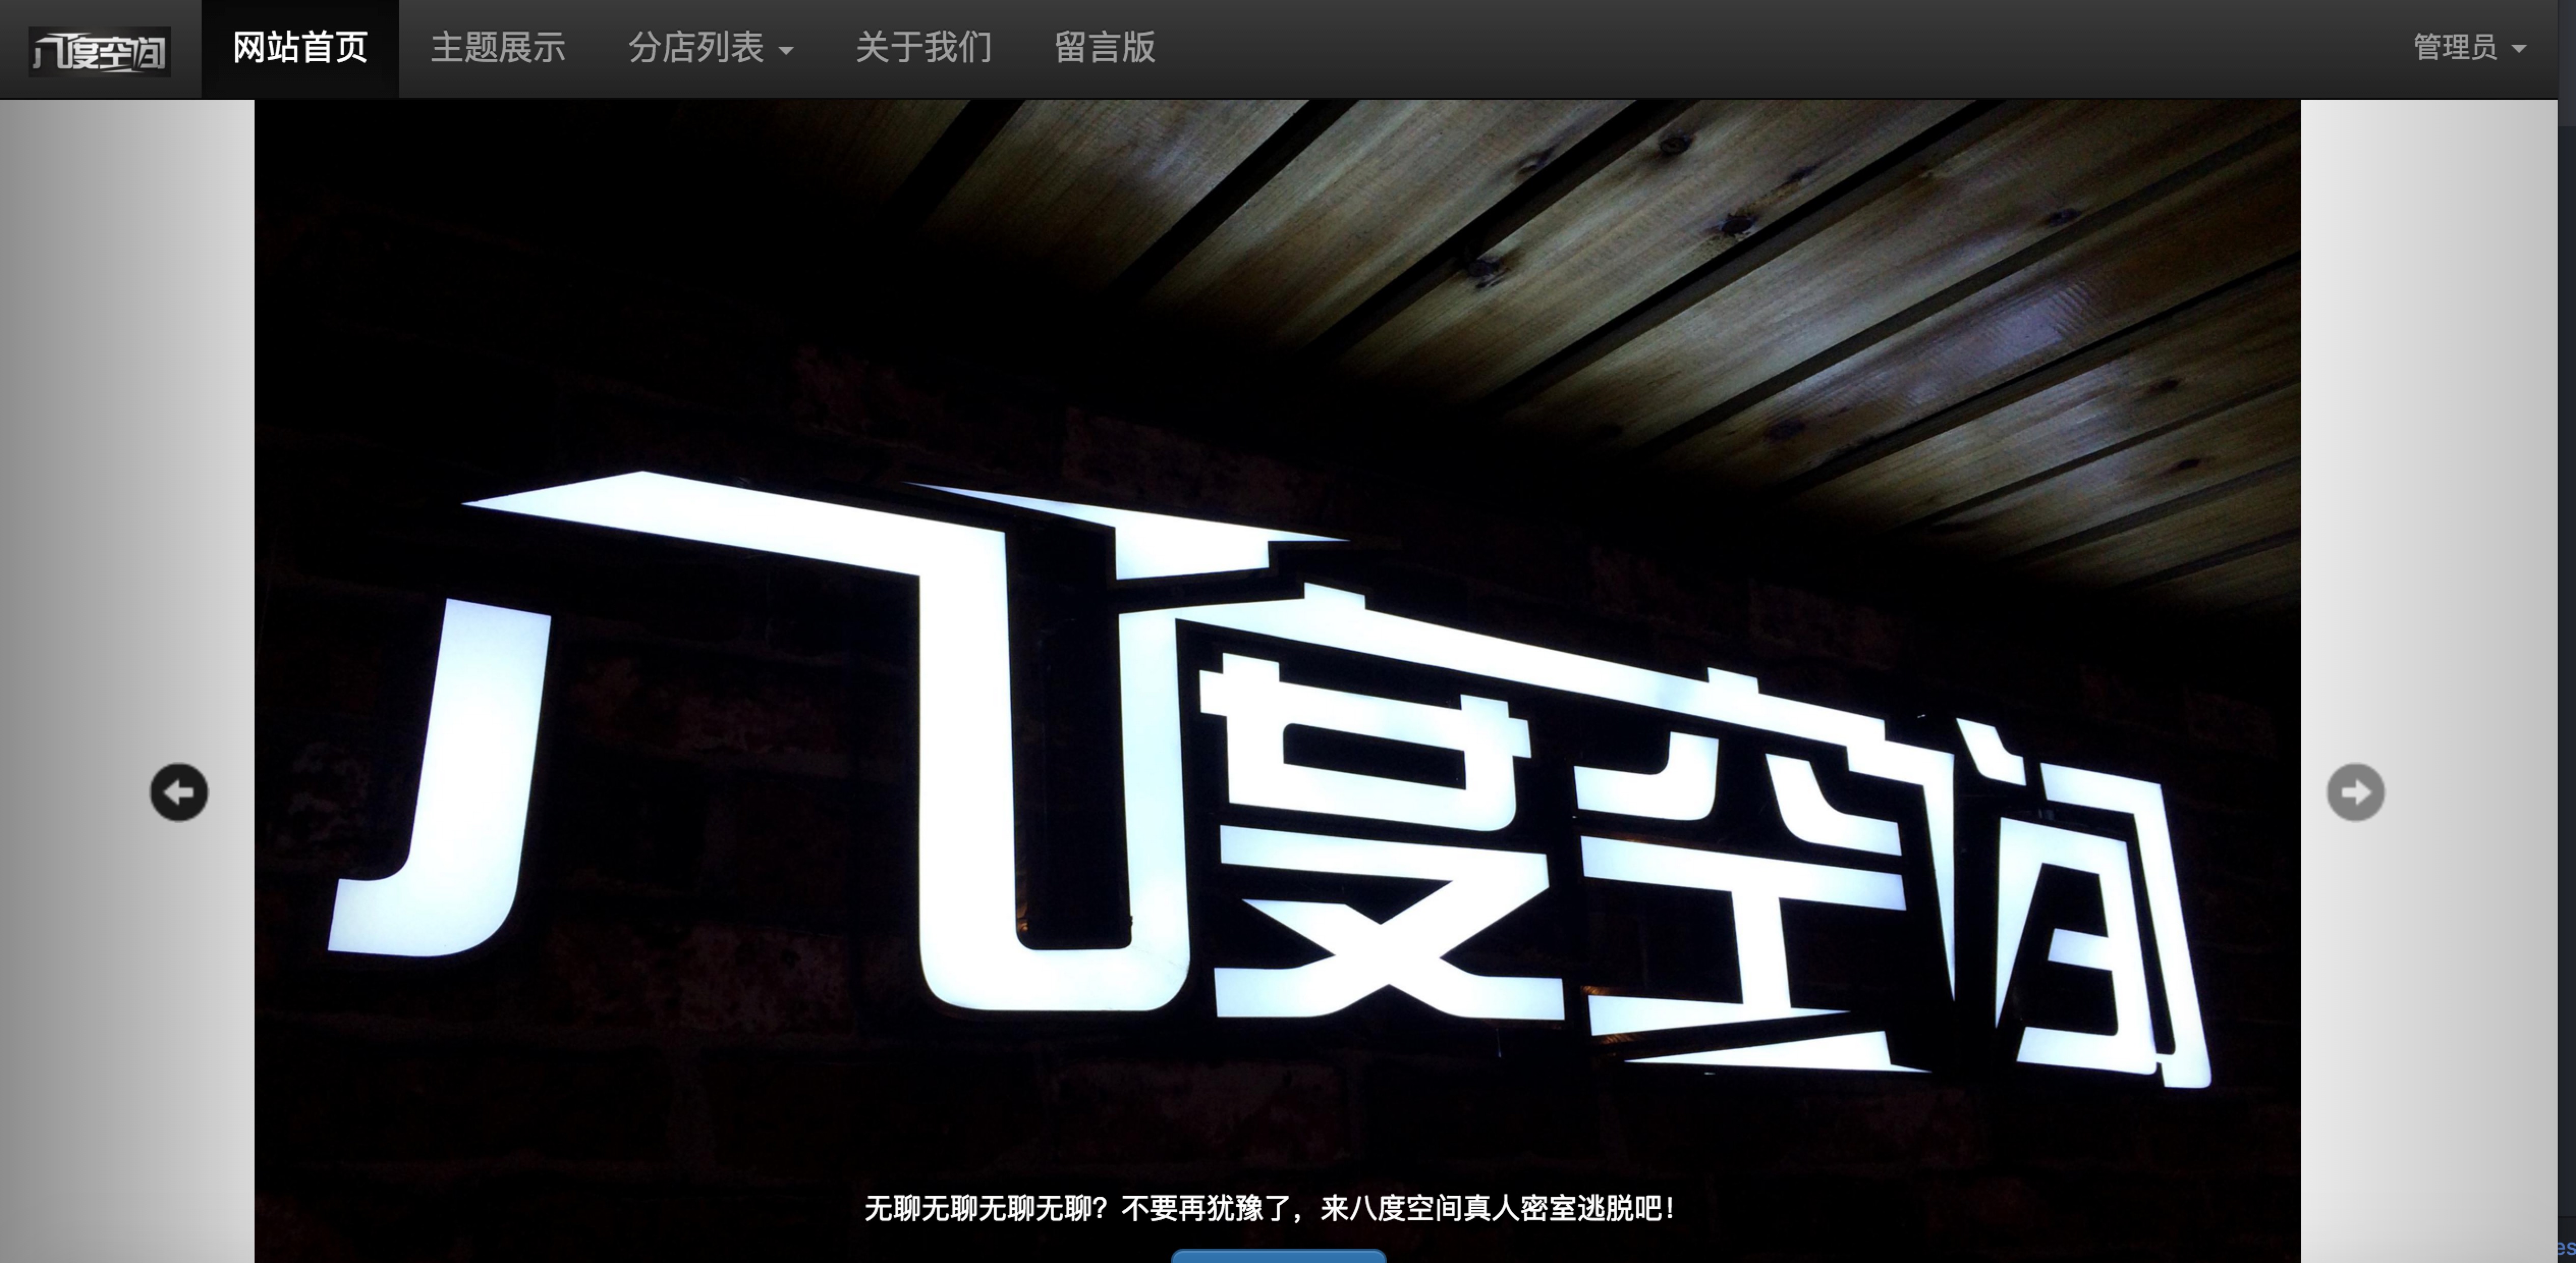 八度空间
网站首页
主题展示
分店列表
关于我们
留言版
管理员
八度空间
无聊无聊无聊无聊？不要再犹豫了，来八度空间真人密室逃脱吧！
es